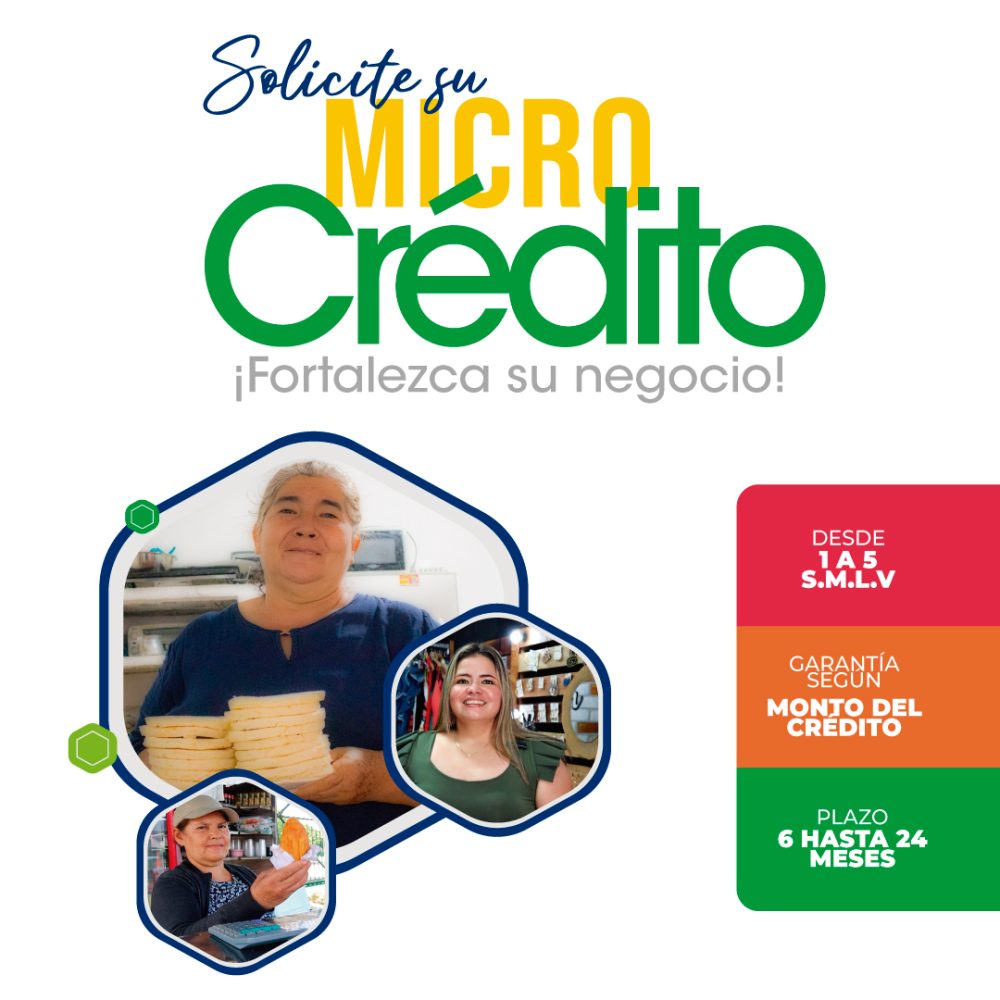 Solicite su
MICRO
Crédito
¡Fortalezca su negocio!
DESDE
1 A 5
S.M.L.V
GARANTÍA
SEGÚN
MONTO DEL
CRÉDITO
PLAZO
6 HASTA 24
MESES